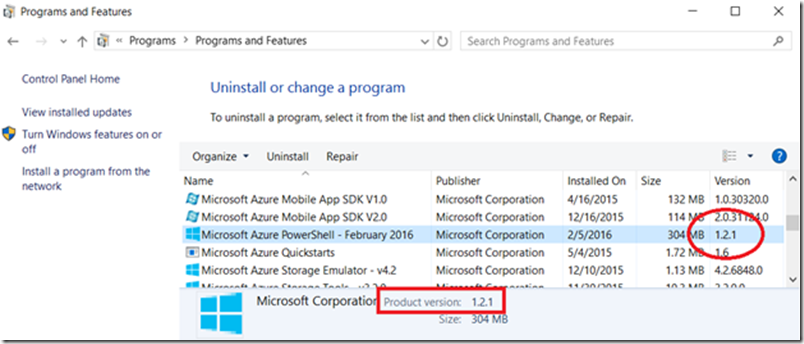 Programs and Features
« Programs > Programs and Features
Search Programs and Features
Control Panel Home
View installed updates
Turn Windows features on or off
Install a program from the network
Uninstall or change a program
To uninstall a program, select it from the list and then click Uninstall, Change, or Repair.
Organize Uninstall Repair
Name Publisher Installed On Size Version
Microsoft Azure Mobile App SDK V1.0 Microsoft Corporation 4/16/2015 132 MB 1.0.30320.0
Microsoft Azure Mobile App SDK V2.0 Microsoft Corporation 12/16/2015 114 MB 2.0.31124.0
Microsoft Azure PowerShell - February 2016 Microsoft Corporation 2/5/2016 304 MB 1.2.1
Microsoft Azure Quickstarts Microsoft Corporation 5/4/2015 1.72 MB 1.6
Microsoft Azure Storage Emulator - v4.2 Microsoft Corporation 12/10/2015 1.13 MB 4.2.6848.0
Microsoft Corporation Product version: 1.2.1
Size: 304 MB